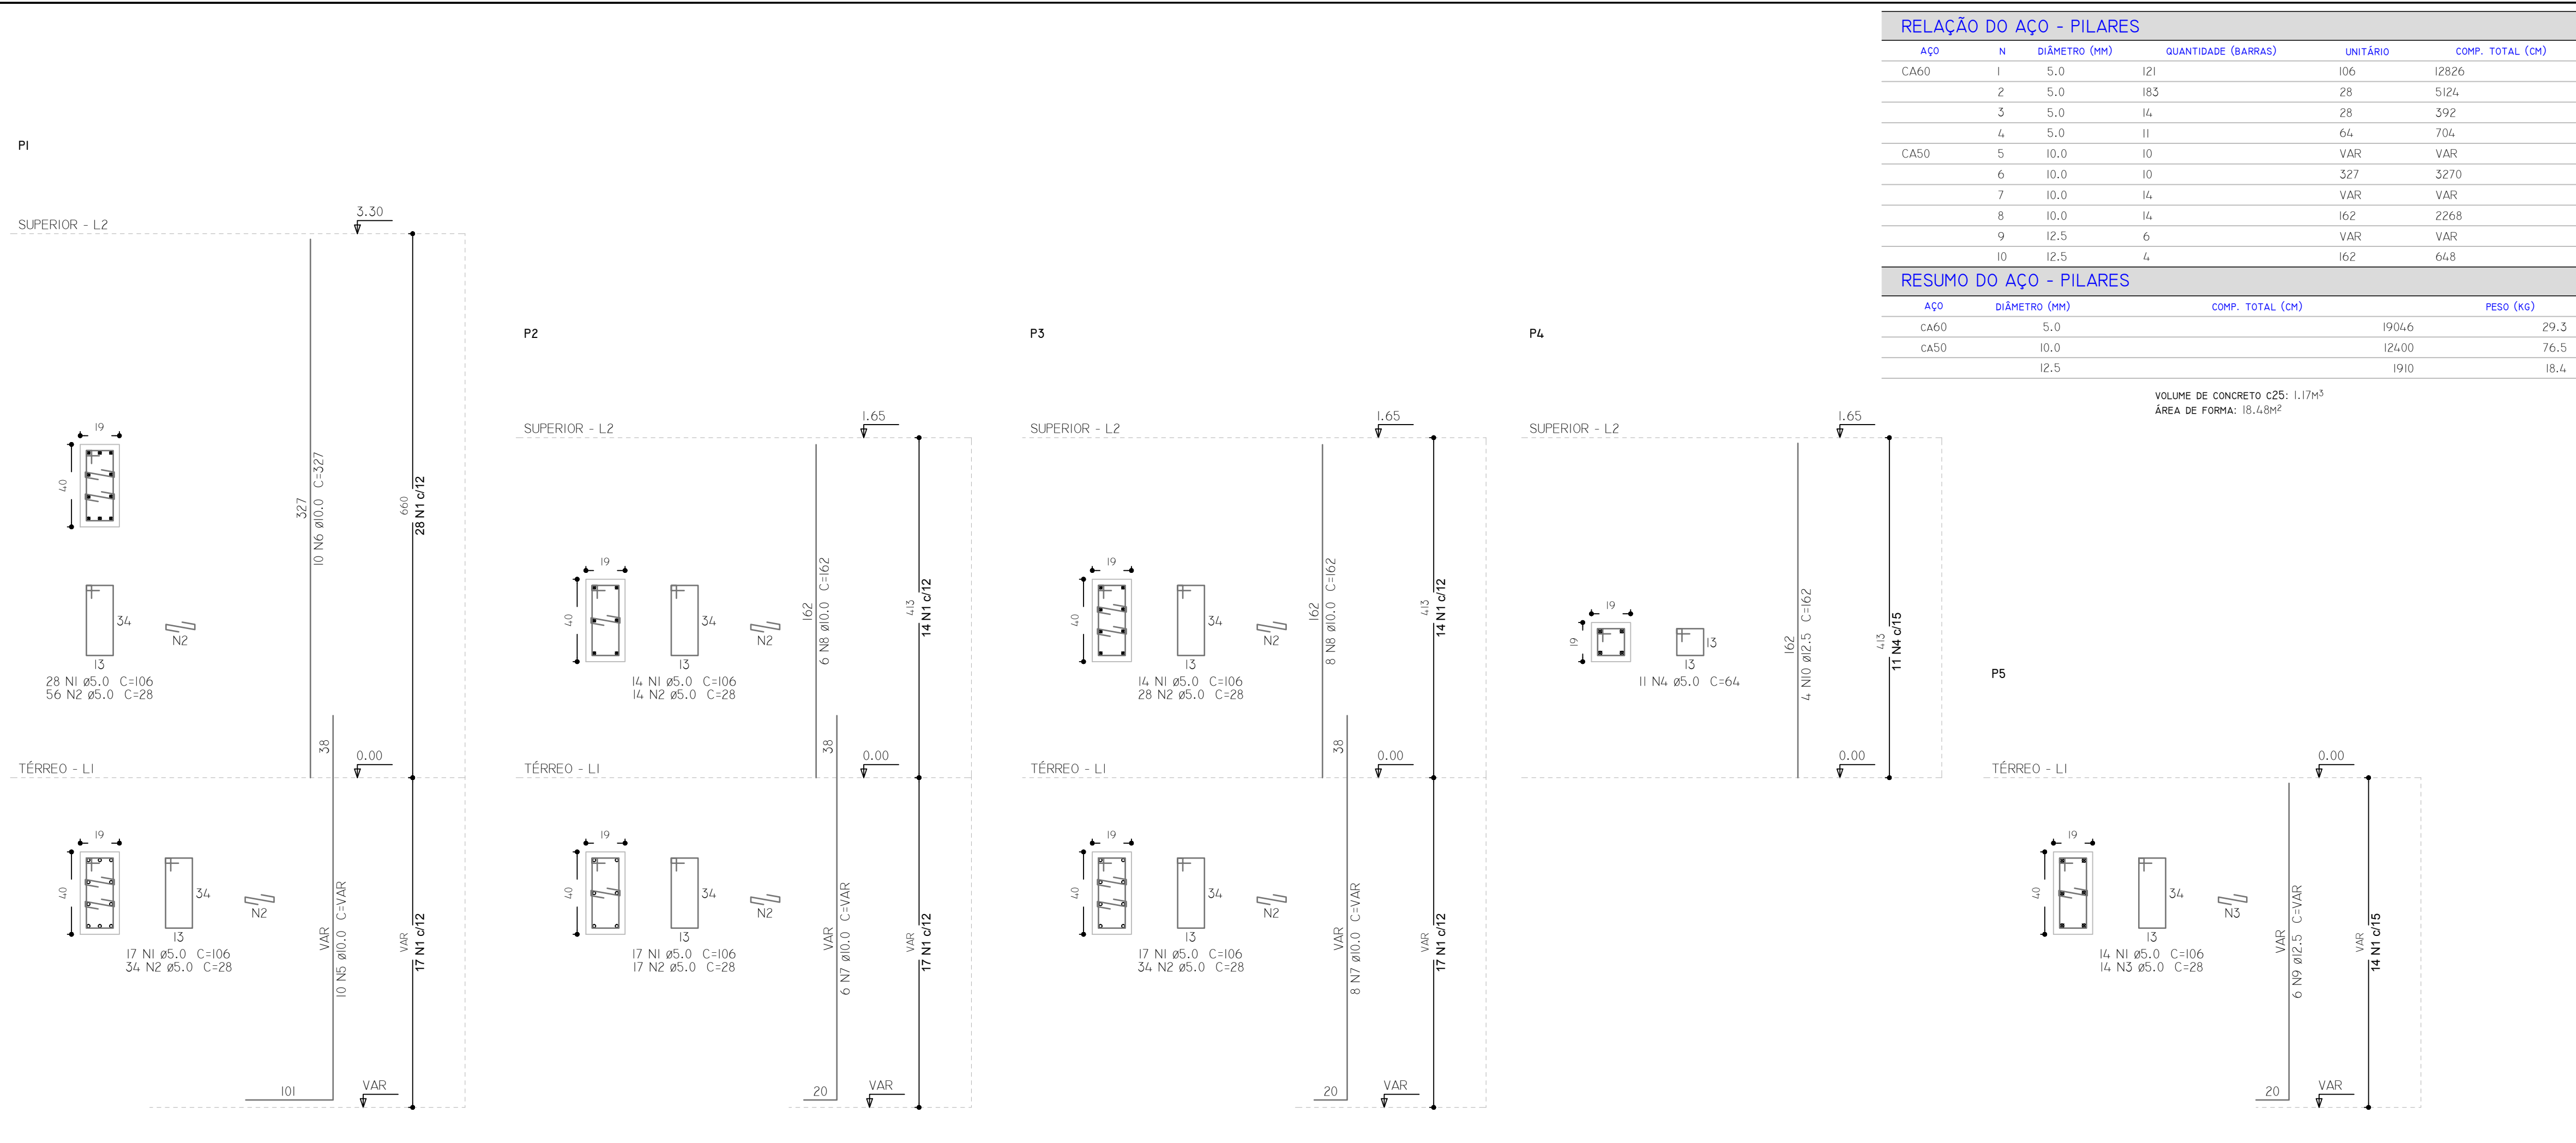 RELAÇÃO DO AÇO - PILARES
AÇO N DIÂMETRO (MM) QUANTIDADE (BARRAS) UNITÁRIO COMP. TOTAL (CM)
CA60 1 5.0 121 106 12826
2 5.0 183 28 5124
3 5.0 14 28 392
4 5.0 11 64 704
CA50 5 10.0 10 VAR VAR
6 10.0 10 327 3270
7 10.0 14 VAR VAR
8 10.0 14 162 2268
9 12.5 6 VAR VAR
10 12.5 4 162 648
RESUMO DO AÇO - PILARES
AÇO DIÂMETRO (MM) COMP. TOTAL (CM) PESO (KG)
CA60 5.0 19046 29.3
CA50 10.0 12400 76.5
12.5 1910 18.4
VOLUME DE CONCRETO C25: 1.17M³
ÁREA DE FORMA: 18.48M²
P1
SUPERIOR - L2
3.30
19
40
34
13
N2
28 N1 ø5.0 C=106
56 N2 ø5.0 C=28
327
10 N6 ø10.0 C=327
660
28 N1 c/12
38
TÉRREO - L1
0.00
19
40
34
13
N2
17 N1 ø5.0 C=106
34 N2 ø5.0 C=28
VAR
10 N5 ø10.0 C=VAR
VAR
17 N1 c/12
101
VAR
P2
SUPERIOR - L2
1.65
19
40
34
13
N2
14 N1 ø5.0 C=106
14 N2 ø5.0 C=28
162
6 N8 ø10.0 C=162
413
14 N1 c/12
38
TÉRREO - L1
0.00
19
40
34
13
N2
17 N1 ø5.0 C=106
17 N2 ø5.0 C=28
VAR
6 N7 ø10.0 C=VAR
VAR
17 N1 c/12
20
VAR
P3
SUPERIOR - L2
1.65
19
40
34
13
N2
14 N1 ø5.0 C=106
28 N2 ø5.0 C=28
162
8 N8 ø10.0 C=162
413
14 N1 c/12
38
TÉRREO - L1
0.00
19
40
34
13
N2
17 N1 ø5.0 C=106
34 N2 ø5.0 C=28
VAR
8 N7 ø10.0 C=VAR
VAR
17 N1 c/12
20
VAR
P4
SUPERIOR - L2
1.65
19
19
13
13
11 N4 ø5.0 C=64
162
4 N10 ø12.5 C=162
413
11 N4 c/15
0.00
P5
TÉRREO - L1
0.00
19
40
34
13
N3
14 N1 ø5.0 C=106
14 N3 ø5.0 C=28
VAR
6 N9 ø12.5 C=VAR
VAR
14 N1 c/15
20
VAR